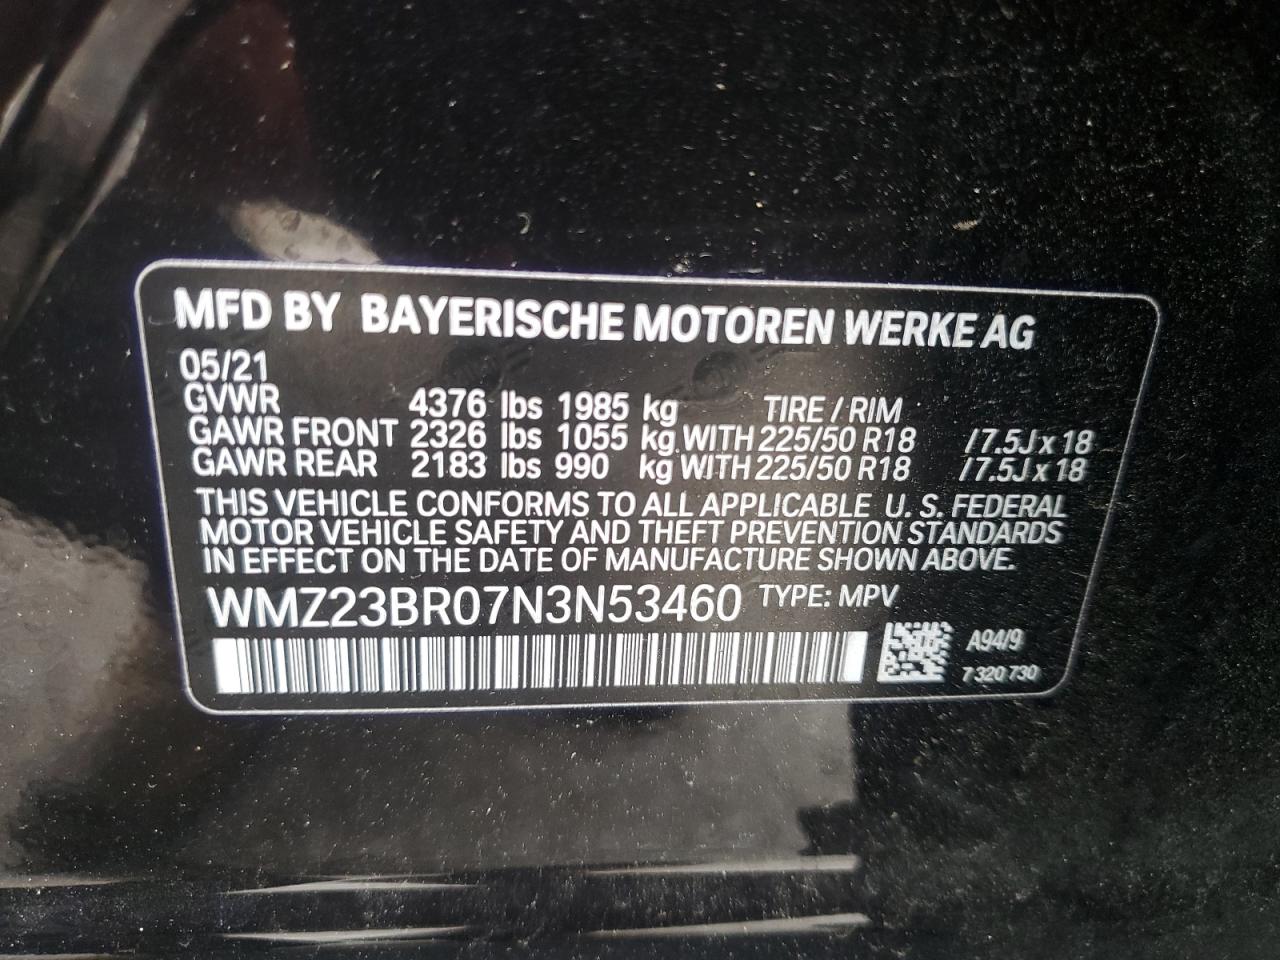 MFD BY BAYERISCHE MOTOREN WERKE AG
05/21
GVWR 4376 lbs 1985 kg TIRE / RIM
GAWR FRONT 2326 lbs 1055 kg WITH 225/50 R18 / 7.5J x 18
GAWR REAR 2183 lbs 990 kg WITH 225/50 R18 / 7.5J x 18
THIS VEHICLE CONFORMS TO ALL APPLICABLE U. S. FEDERAL
MOTOR VEHICLE SAFETY AND THEFT PREVENTION STANDARDS
IN EFFECT ON THE DATE OF MANUFACTURE SHOWN ABOVE.
WMZ23BR07N3N53460 TYPE: MPV
A94/9
7 320 730